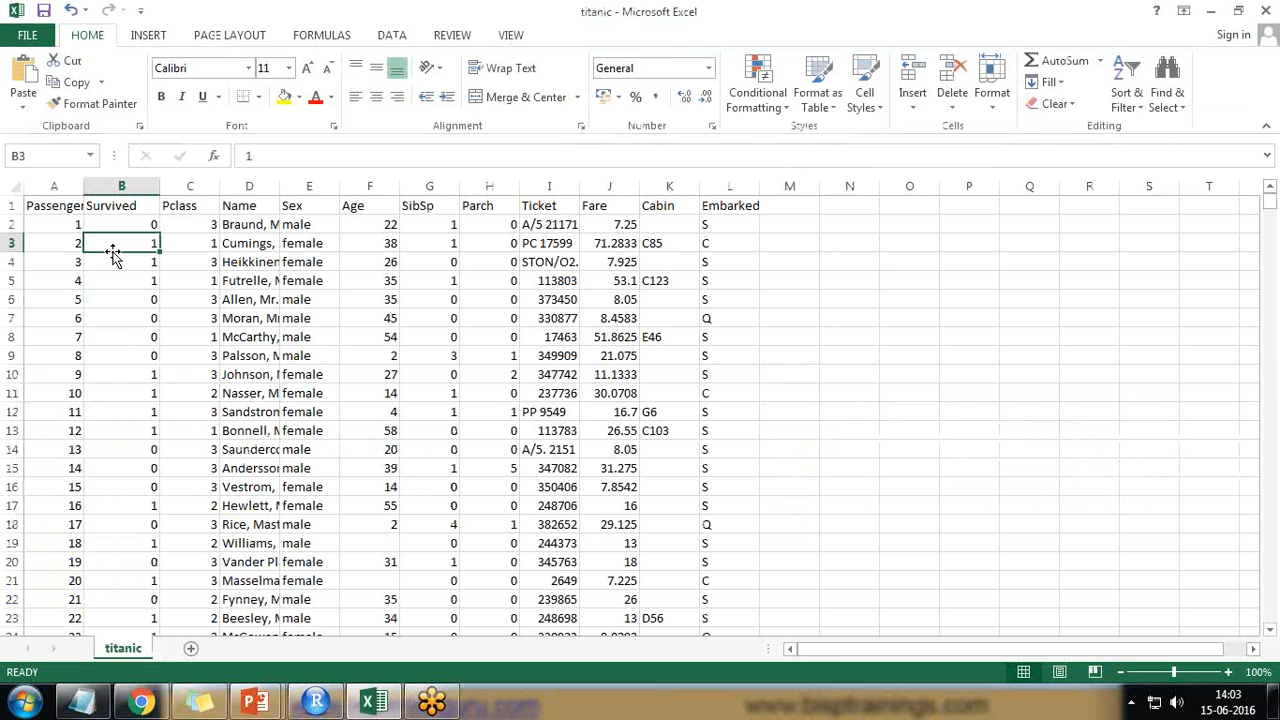 titanic - Microsoft Excel
FILE HOME INSERT PAGE LAYOUT FORMULAS DATA REVIEW VIEW Sign in
Paste Cut Copy Format Painter Clipboard
Calibri 11 Font
Wrap Text Merge & Center Alignment
General Number
Conditional Formatting Format as Table Cell Styles Styles
Insert Delete Format Cells
AutoSum Fill Clear Sort & Filter Find & Select Editing
B3 1
A B C D E F G H I J K L M N O P Q R S T
1 Passenger Survived Pclass Name Sex Age SibSp Parch Ticket Fare Cabin Embarked
2 1 0 3 Braund, M male 22 1 0 A/5 21171 7.25 S
3 2 1 1 Cumings, female 38 1 0 PC 17599 71.2833 C85 C
4 3 1 3 Heikkinen female 26 0 0 STON/O2. 7.925 S
5 4 1 1 Futrelle, M female 35 1 0 113803 53.1 C123 S
6 5 0 3 Allen, Mr. male 35 0 0 373450 8.05 S
7 6 0 3 Moran, M male 45 0 0 330877 8.4583 Q
8 7 0 1 McCarthy, male 54 0 0 17463 51.8625 E46 S
9 8 0 3 Palsson, M male 2 3 1 349909 21.075 S
10 9 1 3 Johnson, M female 27 0 2 347742 11.1333 S
11 10 1 2 Nasser, M female 14 1 0 237736 30.0708 C
12 11 1 3 Sandstrom female 4 1 1 PP 9549 16.7 G6 S
13 12 1 1 Bonnell, M female 58 0 0 113783 26.55 C103 S
14 13 0 3 Saunderco male 20 0 0 A/5. 2151 8.05 S
15 14 0 3 Andersson male 39 1 5 347082 31.275 S
16 15 0 3 Vestrom, female 14 0 0 350406 7.8542 S
17 16 1 2 Hewlett, M female 55 0 0 248706 16 S
18 17 0 3 Rice, Mast male 2 4 1 382652 29.125 Q
19 18 1 2 Williams, male 0 0 244373 13 S
20 19 0 3 Vander Pl female 31 1 0 345763 18 S
21 20 1 3 Masselma female 0 0 2649 7.225 C
22 21 0 2 Fynney, M male 35 0 0 239865 26 S
23 22 1 2 Beesley, M male 34 0 0 248698 13 D56 S
titanic
READY 100%
www.bisptrainings.com
14:03
15-06-2016